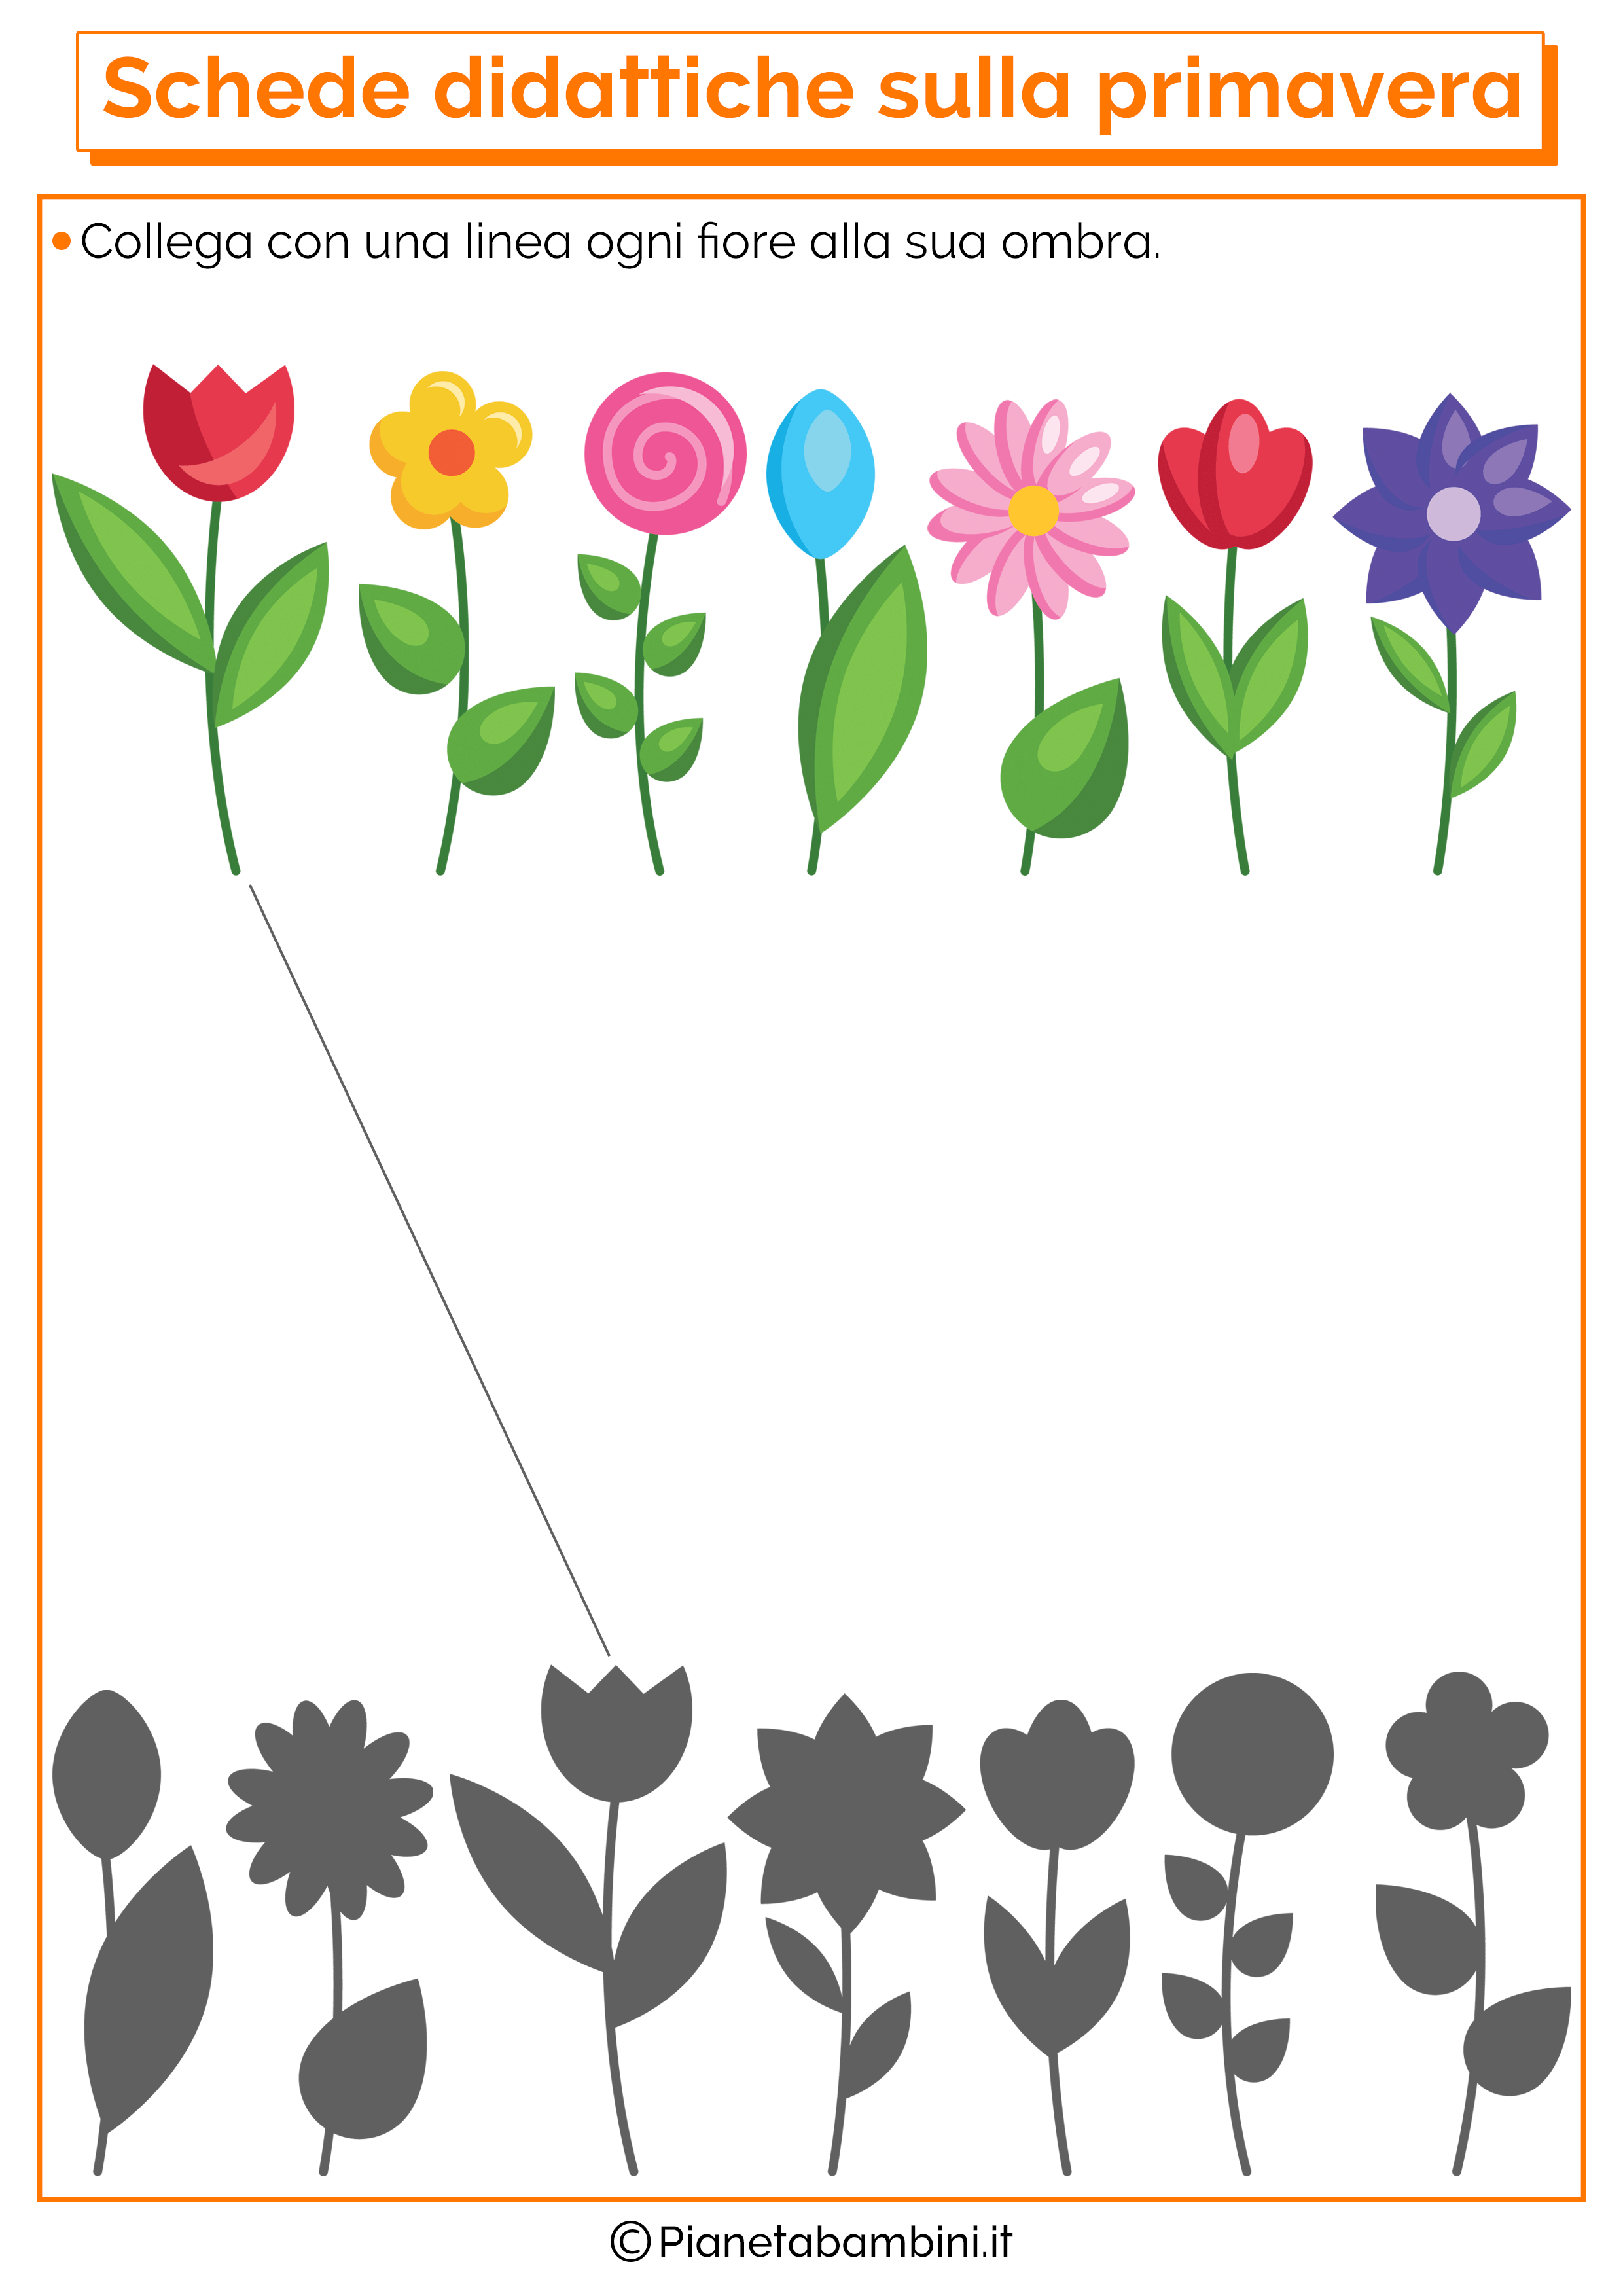 Schede didattiche sulla primavera
• Collega con una linea ogni fiore alla sua ombra.
© Pianetabambini.it